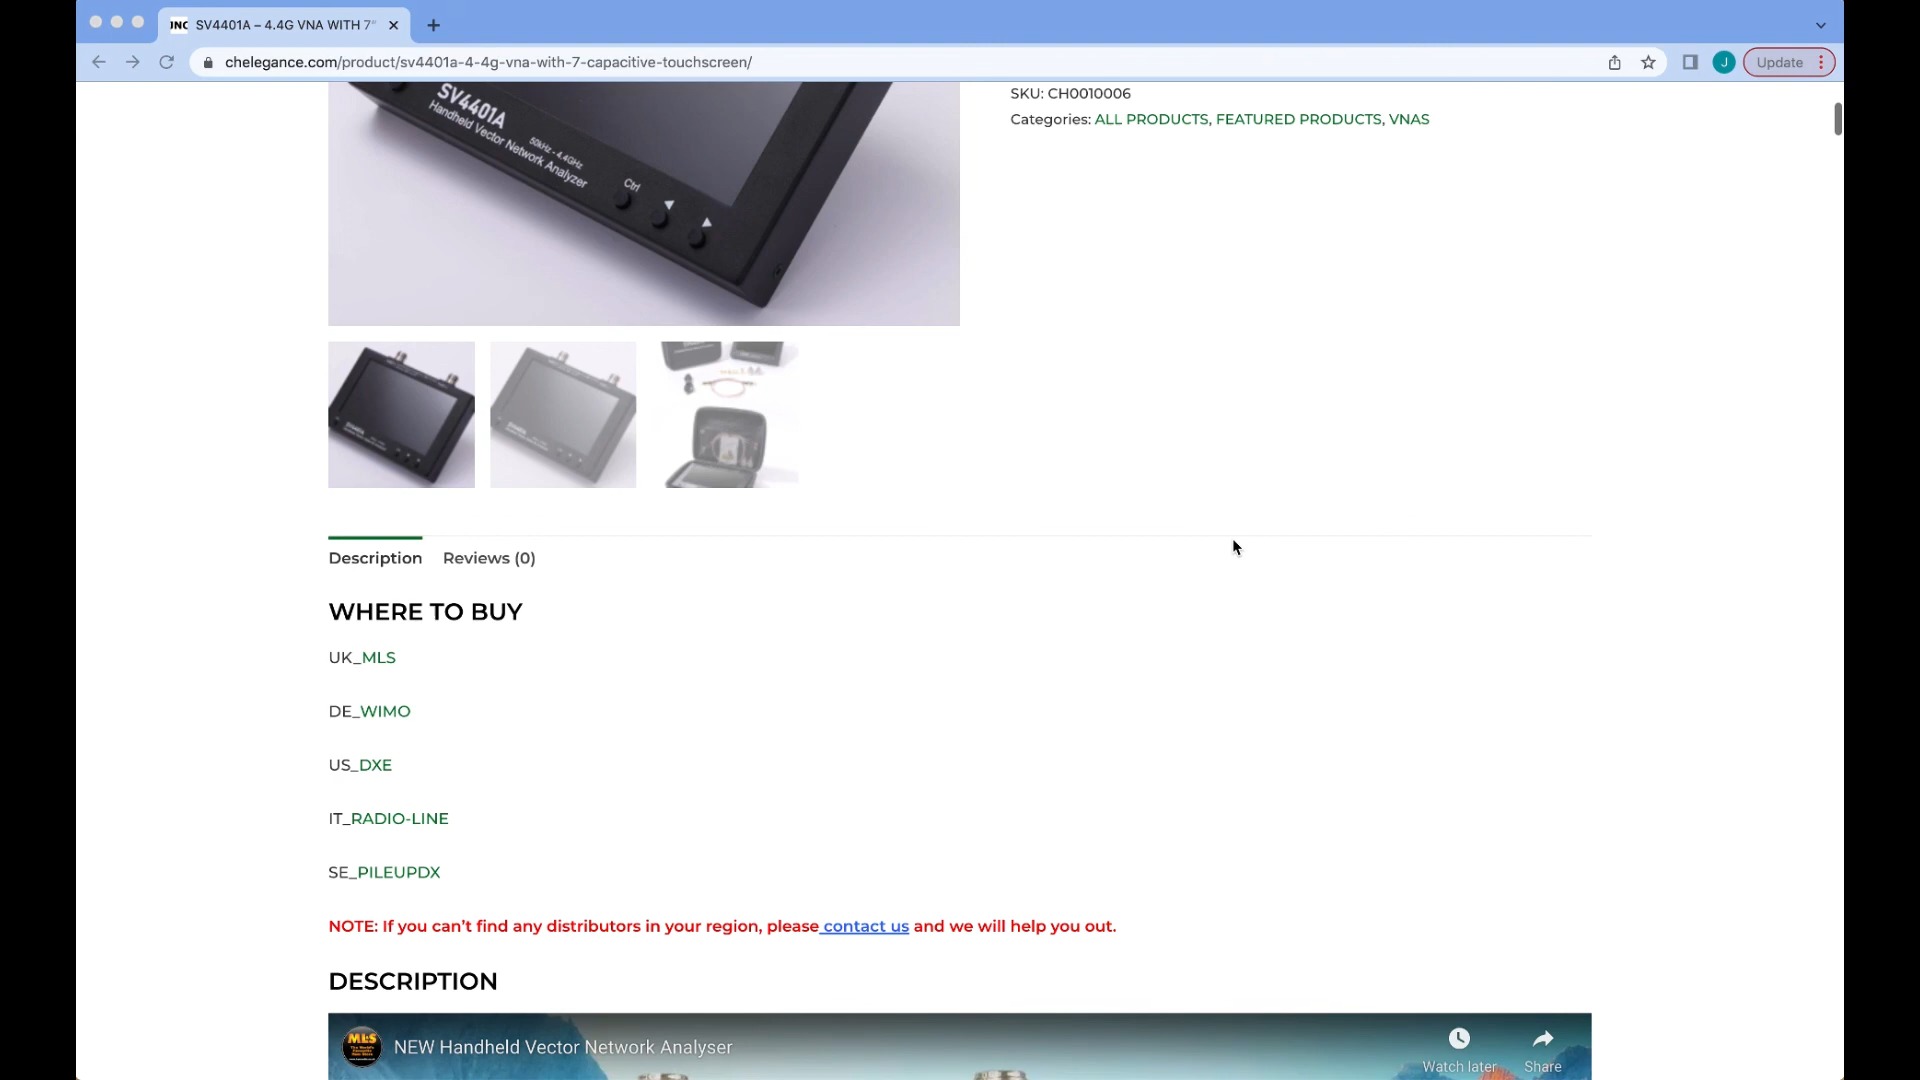 JNC SV4401A – 4.4G VNA WITH 7"
chelegance.com/product/sv4401a-4-4g-vna-with-7-capacitive-touchscreen/
J
Update
SV4401A
Handheld Vector Network Analyzer
50kHz - 4.4GHz
Ctrl
SKU: CH0010006
Categories: ALL PRODUCTS, FEATURED PRODUCTS, VNAS
Description
Reviews (0)
WHERE TO BUY
UK_MLS
DE_WIMO
US_DXE
IT_RADIO-LINE
SE_PILEUPDX
NOTE: If you can't find any distributors in your region, please contact us and we will help you out.
DESCRIPTION
MLS
NEW Handheld Vector Network Analyser
Watch later
Share